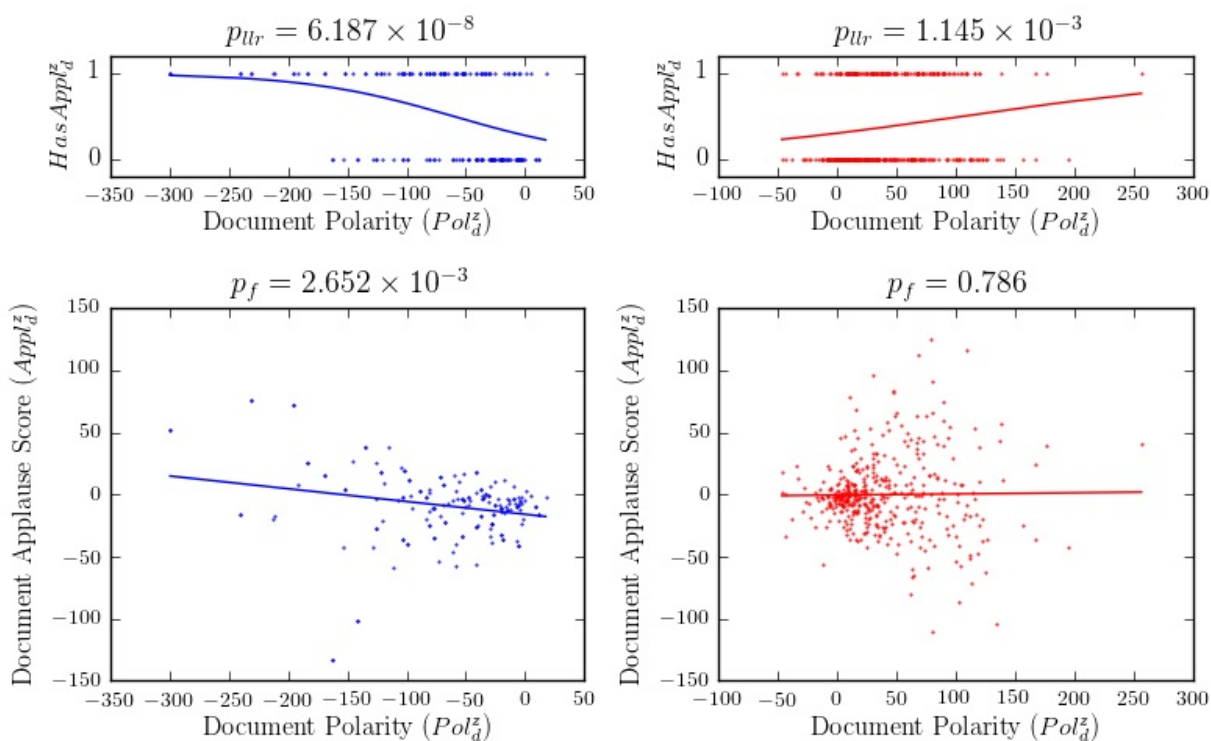 p_{llr} = 6.187 × 10^{−8}
HasAppl_d^z
1
0
−350 −300 −250 −200 −150 −100 −50 0 50
Document Polarity (Pol_d^z)
p_{llr} = 1.145 × 10^{−3}
HasAppl_d^z
1
0
−100 −50 0 50 100 150 200 250 300
Document Polarity (Pol_d^z)
p_f = 2.652 × 10^{−3}
Document Applause Score (Appl_d^z)
150
100
50
0
−50
−100
−150
−350 −300 −250 −200 −150 −100 −50 0 50
Document Polarity (Pol_d^z)
p_f = 0.786
Document Applause Score (Appl_d^z)
150
100
50
0
−50
−100
−150
−100 −50 0 50 100 150 200 250 300
Document Polarity (Pol_d^z)